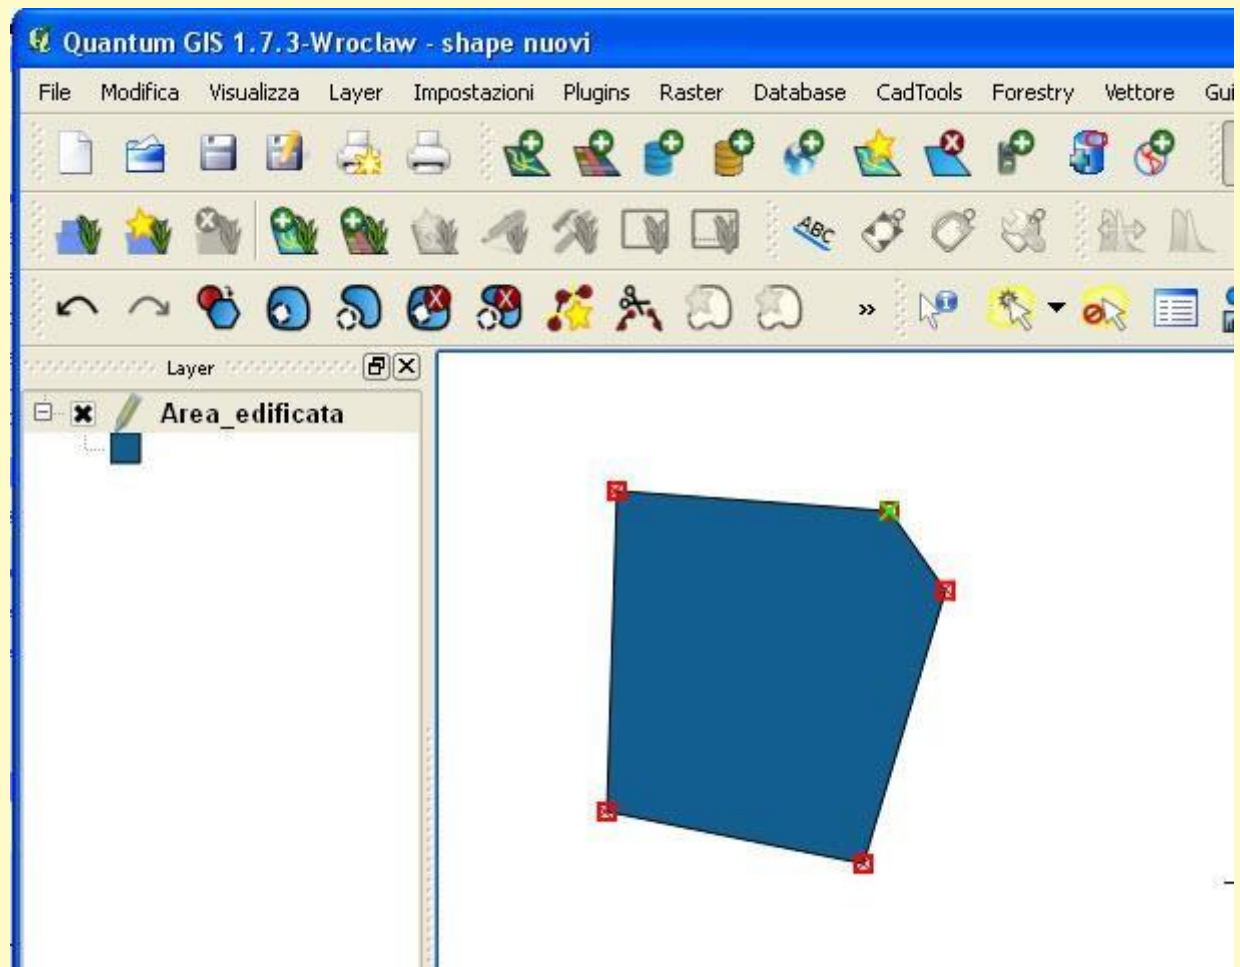 Quantum GIS 1.7.3-Wroclaw - shape nuovi
File Modifica Visualizza Layer Impostazioni Plugins Raster Database CadTools Forestry Vettore Gui
ABC
»
Layer
Area_edificata